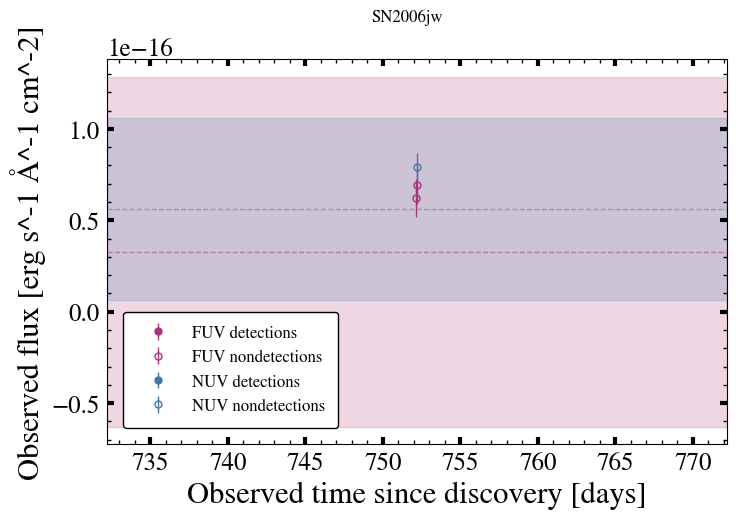 SN2006jw
1e−16
Observed flux [erg s^-1 Å^-1 cm^-2]
1.0
0.5
0.0
−0.5
FUV detections
FUV nondetections
NUV detections
NUV nondetections
735 740 745 750 755 760 765 770
Observed time since discovery [days]